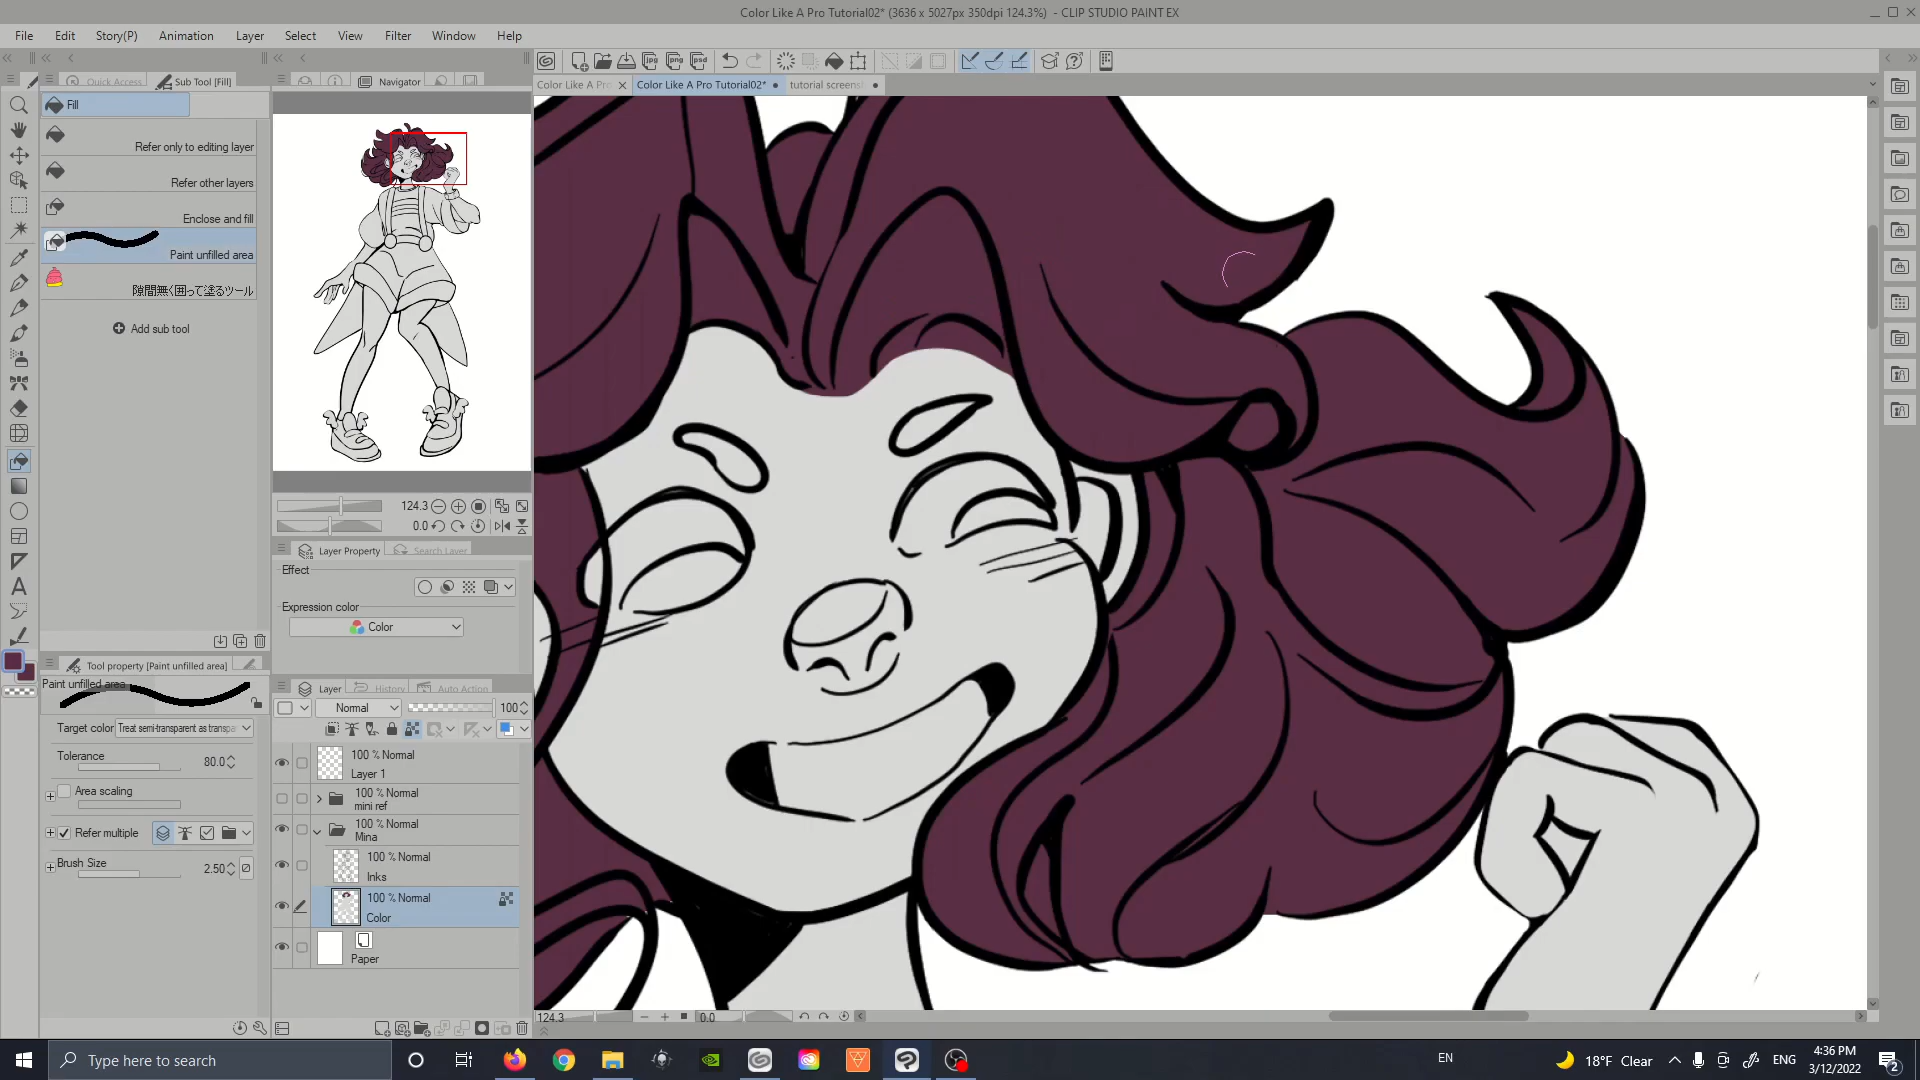 Color Like A Pro Tutorial02* (3636 x 5027px 350dpi 124.3%) - CLIP STUDIO PAINT EX
File Edit Story(P) Animation Layer Select View Filter Window Help
Quick Access Sub Tool [Fill] Navigator
Color Like A Pro Color Like A Pro Tutorial02* tutorial screens
Fill
Refer only to editing layer
Refer other layers
Enclose and fill
Paint unfilled area
隙間無く囲って塗るツール
Add sub tool
124.3
0.0
Layer Property Search Layer
Effect
Expression color
Color
Tool property [Paint unfilled area]
Paint unfilled area
Target color Treat semi-transparent as transpa
Tolerance 80.0
Area scaling
Refer multiple
Brush Size 2.50
Layer History Auto Action
Normal 100
100 % Normal
Layer 1
100 % Normal
mini ref
100 % Normal
Mina
100 % Normal
Inks
100 % Normal
Color
Paper
124.3 0.0
Type here to search
EN
18°F Clear
ENG
4:36 PM
3/12/2022
2